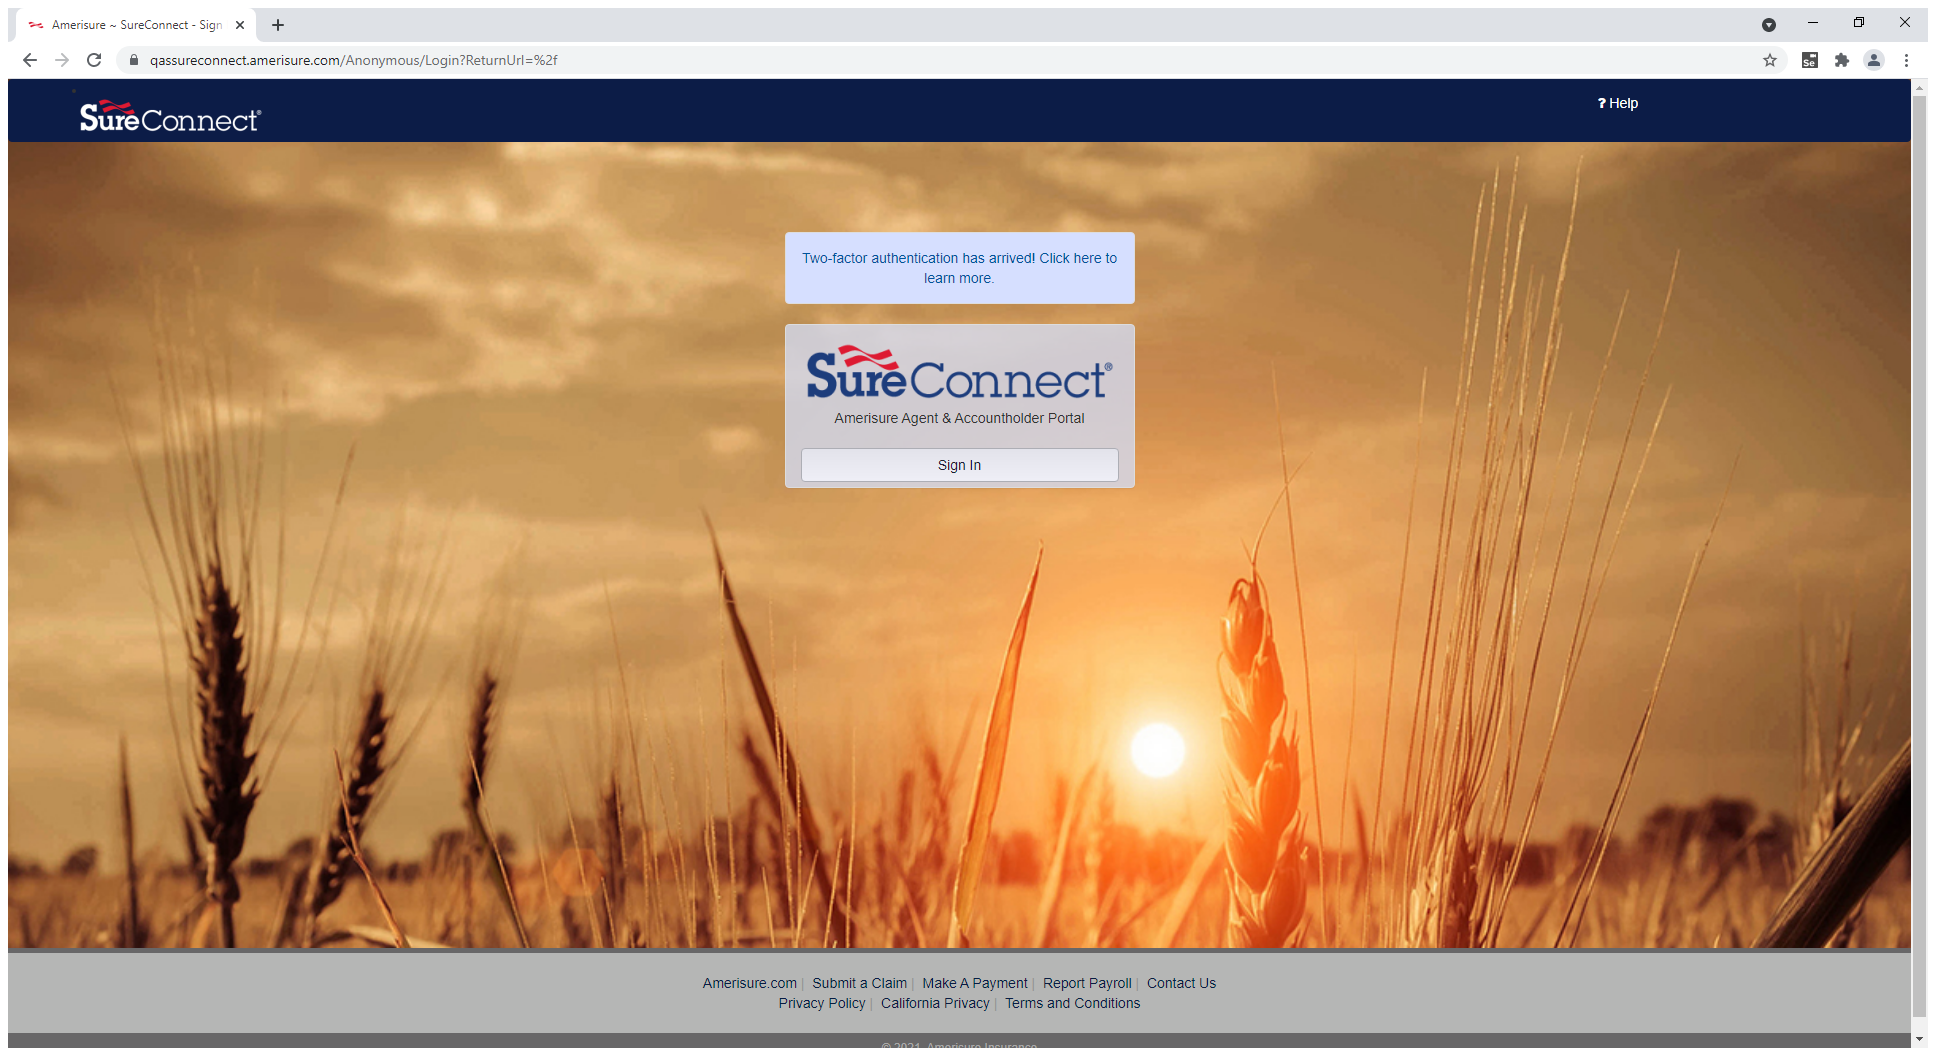 Amerisure ~ SureConnect - Sign
qassureconnect.amerisure.com/Anonymous/Login?ReturnUrl=%2f
Se
SureConnect®
? Help
Two-factor authentication has arrived! Click here to
learn more.
SureConnect®
Amerisure Agent & Accountholder Portal
Sign In
Amerisure.com | Submit a Claim | Make A Payment | Report Payroll | Contact Us
Privacy Policy | California Privacy | Terms and Conditions
© 2021, Amerisure Insurance